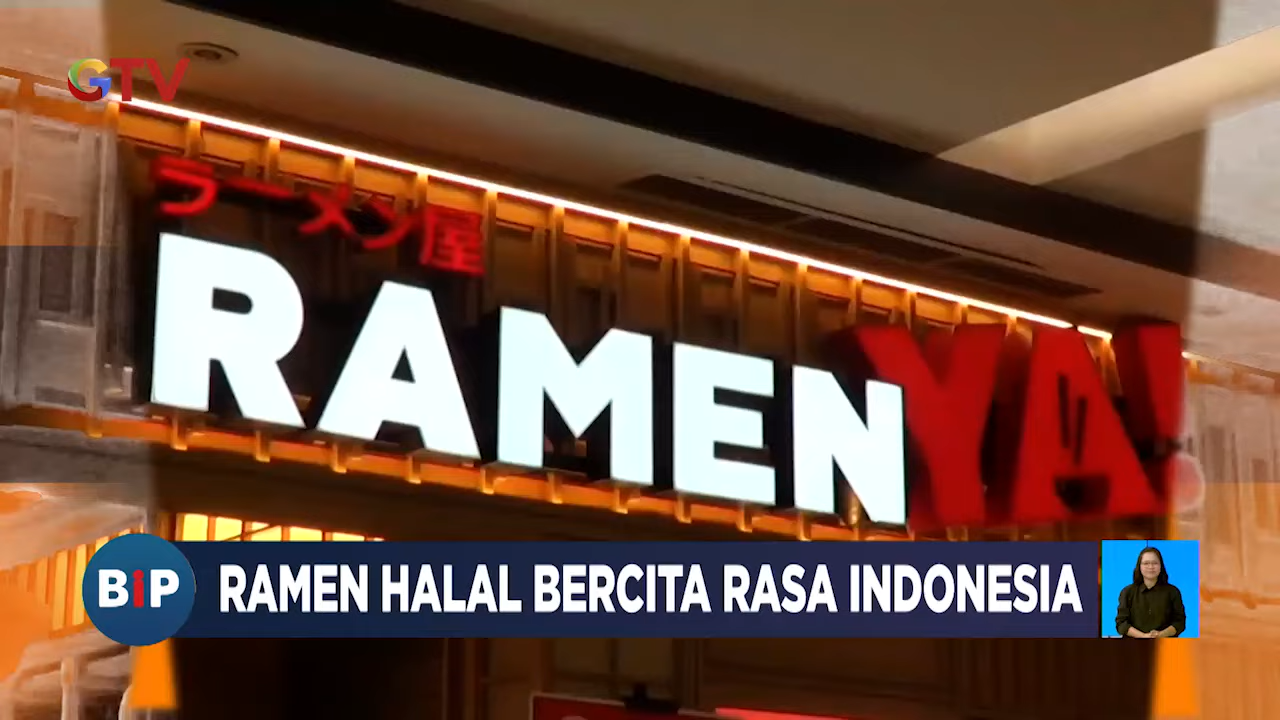 GTV
ラーメン屋
RAMENYA!
BIP
RAMEN HALAL BERCITA RASA INDONESIA